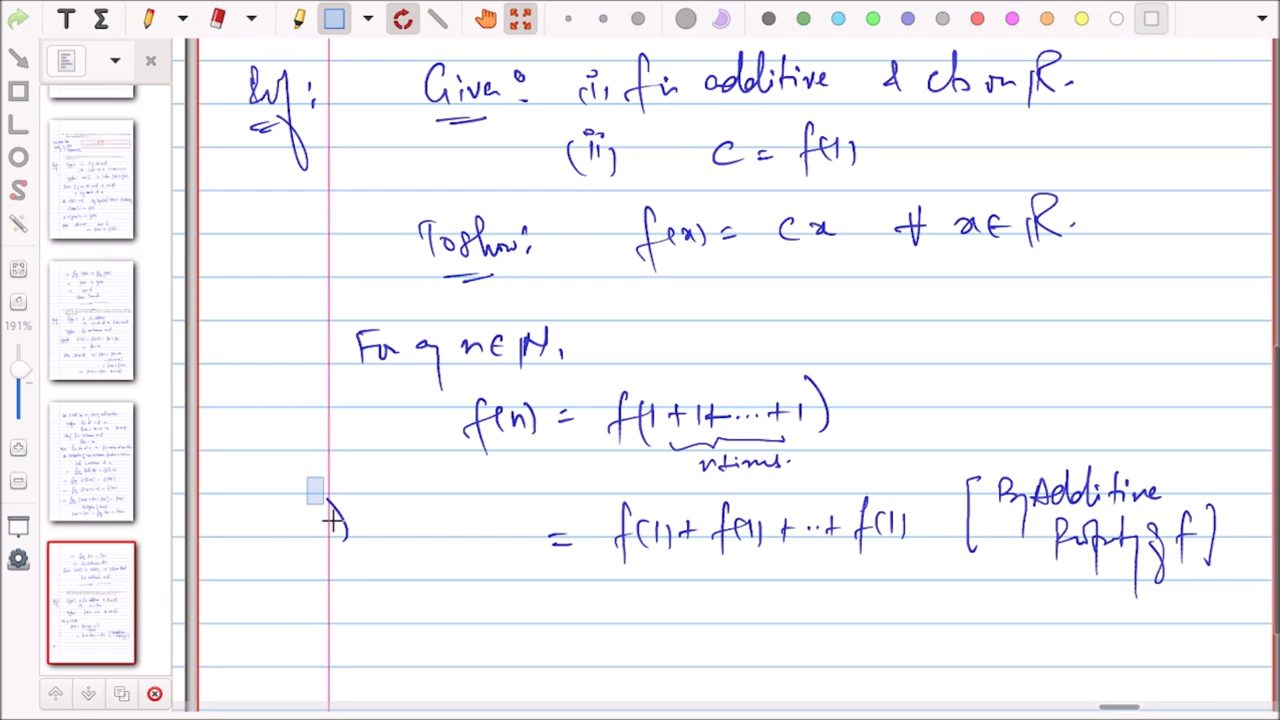 Given: (i) f is additive & cts on ℝ.
(ii) C = f(1)
To show: f(x) = cx ∀ x∈ ℝ.
For any n∈ ℕ,
f(n) = f(1+1+...+1)
n times.
= f(1)+ f(1) + ..+ f(1) [By Additive
Property of f]
191%